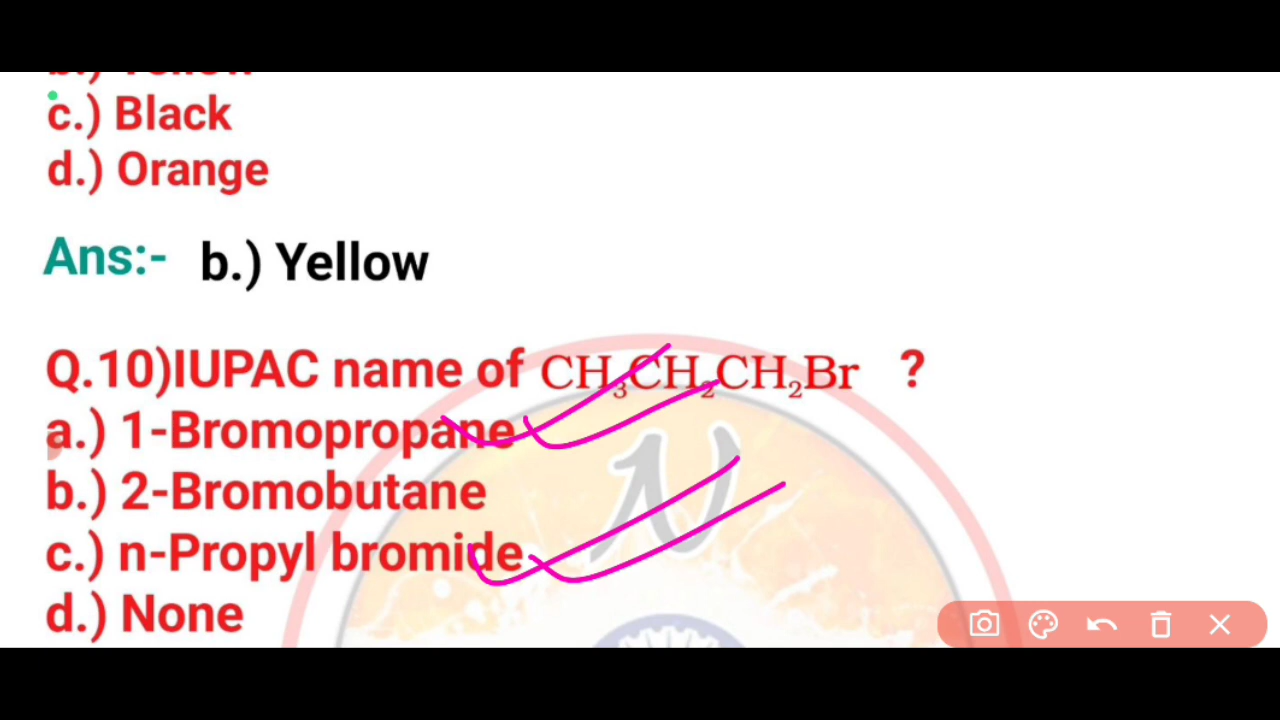 c.) Black
d.) Orange
Ans:- b.) Yellow
Q.10)IUPAC name of CH₃CH₂CH₂Br ?
a.) 1-Bromopropane
b.) 2-Bromobutane
c.) n-Propyl bromide
d.) None